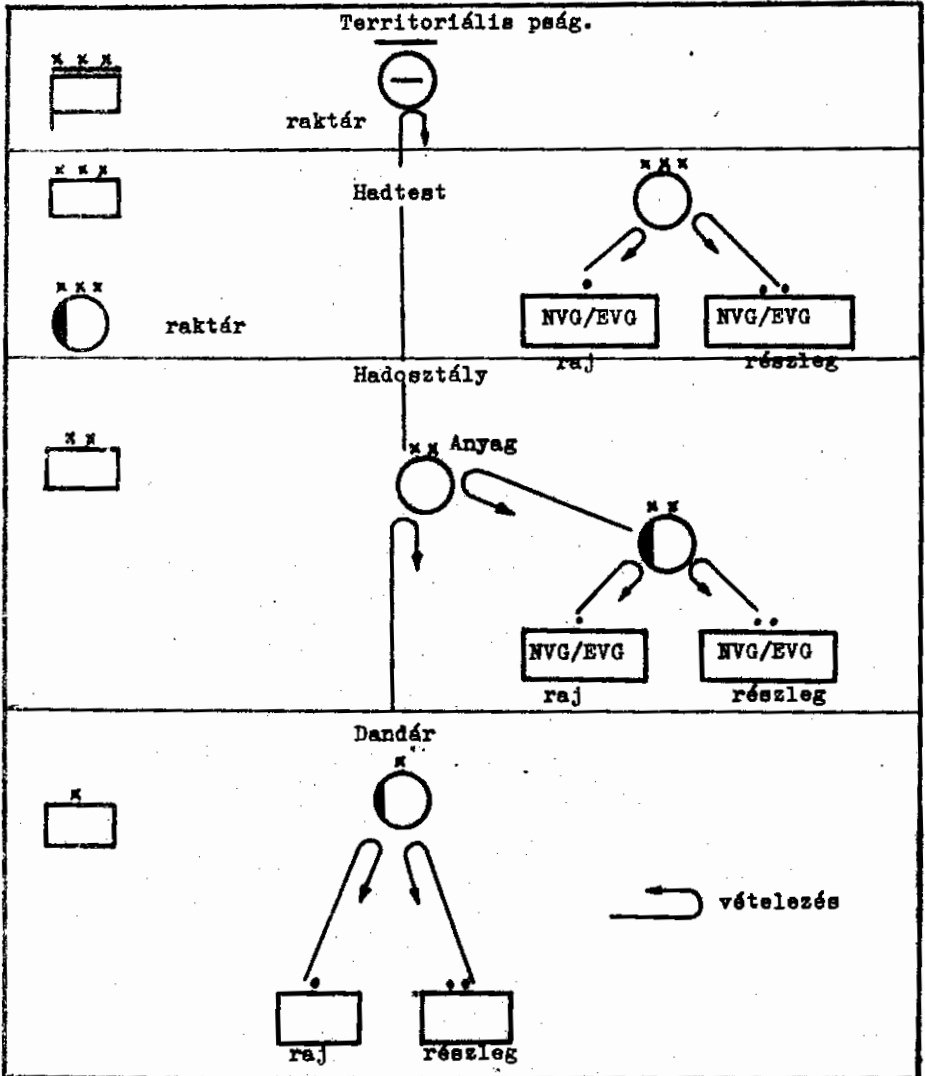 Territoriális pság.
x x x
raktár
x x x
Hadtest
x x x
x x x
raktár
NVG/EVG
NVG/EVG
raj
részleg
Hadosztály
x x
x x
Anyag
x x
NVG/EVG
NVG/EVG
raj
részleg
Dandár
x
x
vételezés
raj
részleg